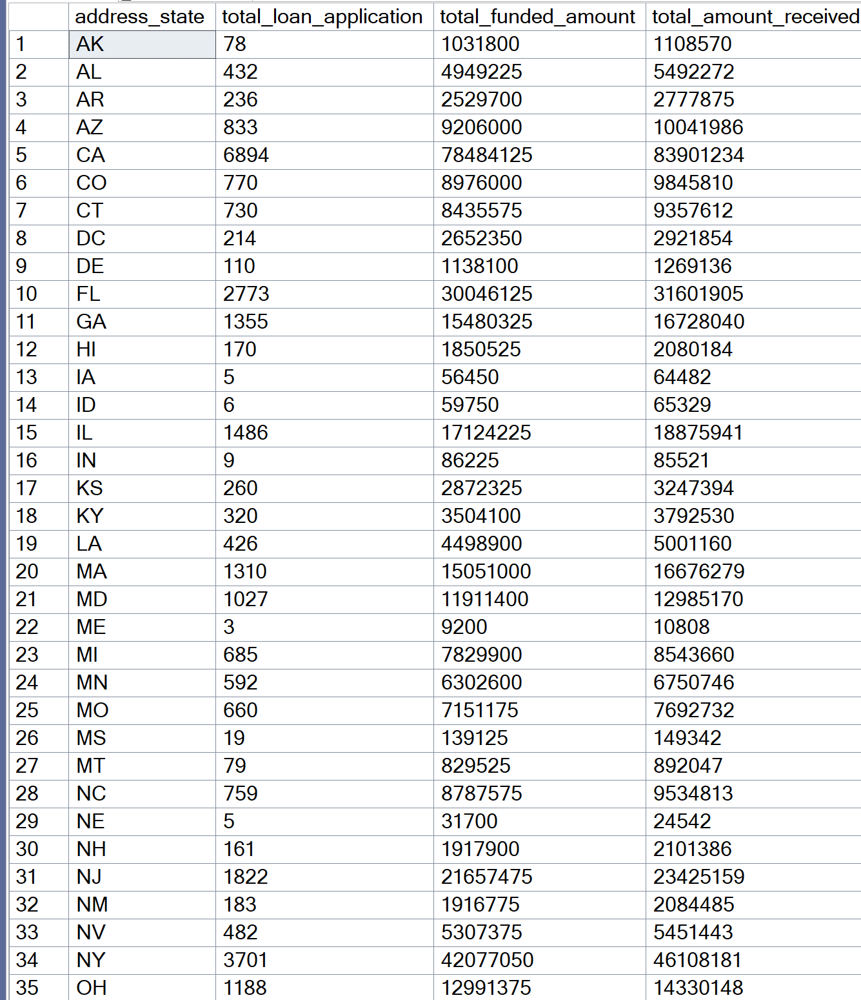 address_state total_loan_application total_funded_amount total_amount_received
1 AK 78 1031800 1108570
2 AL 432 4949225 5492272
3 AR 236 2529700 2777875
4 AZ 833 9206000 10041986
5 CA 6894 78484125 83901234
6 CO 770 8976000 9845810
7 CT 730 8435575 9357612
8 DC 214 2652350 2921854
9 DE 110 1138100 1269136
10 FL 2773 30046125 31601905
11 GA 1355 15480325 16728040
12 HI 170 1850525 2080184
13 IA 5 56450 64482
14 ID 6 59750 65329
15 IL 1486 17124225 18875941
16 IN 9 86225 85521
17 KS 260 2872325 3247394
18 KY 320 3504100 3792530
19 LA 426 4498900 5001160
20 MA 1310 15051000 16676279
21 MD 1027 11911400 12985170
22 ME 3 9200 10808
23 MI 685 7829900 8543660
24 MN 592 6302600 6750746
25 MO 660 7151175 7692732
26 MS 19 139125 149342
27 MT 79 829525 892047
28 NC 759 8787575 9534813
29 NE 5 31700 24542
30 NH 161 1917900 2101386
31 NJ 1822 21657475 23425159
32 NM 183 1916775 2084485
33 NV 482 5307375 5451443
34 NY 3701 42077050 46108181
35 OH 1188 12991375 14330148